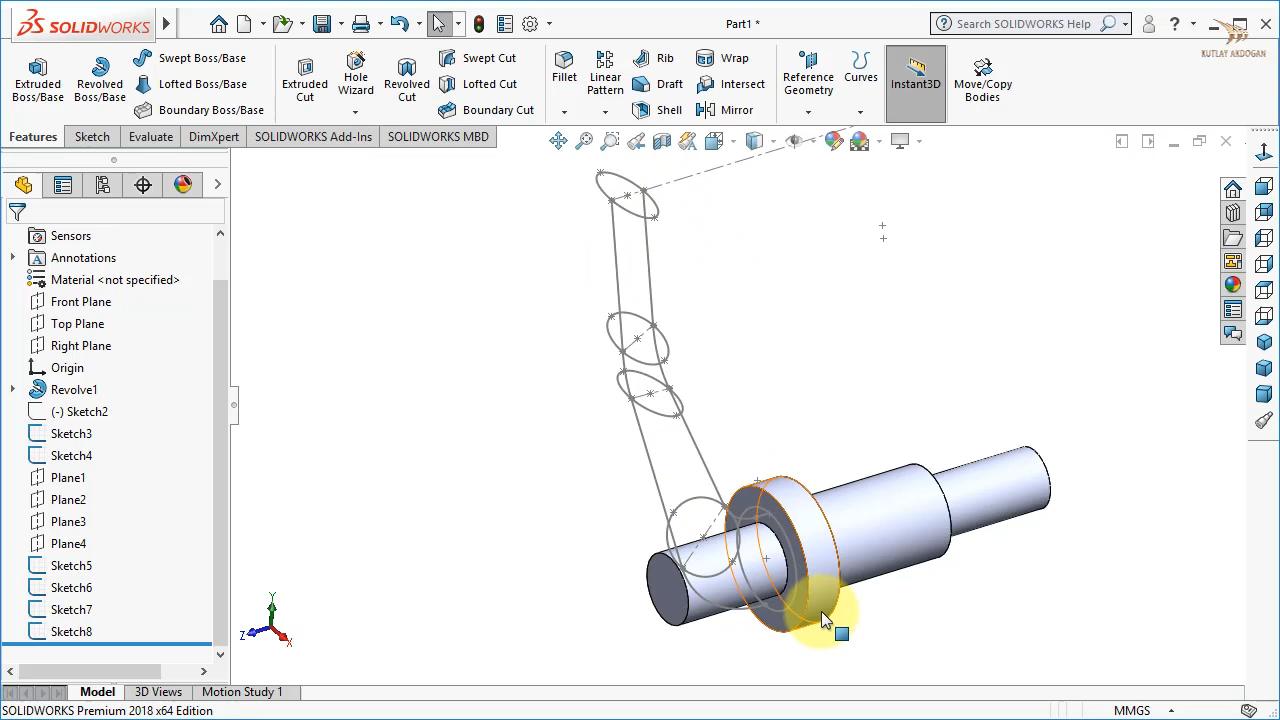 SOLIDWORKS
Part1 *
Search SOLIDWORKS Help
?
KUTLAY AKDOGAN
Extruded Boss/Base
Revolved Boss/Base
Swept Boss/Base
Lofted Boss/Base
Boundary Boss/Base
Extruded Cut
Hole Wizard
Revolved Cut
Swept Cut
Lofted Cut
Boundary Cut
Fillet
Linear Pattern
Rib
Draft
Shell
Wrap
Intersect
Mirror
Reference Geometry
Curves
Instant3D
Move/Copy Bodies
Features
Sketch
Evaluate
DimXpert
SOLIDWORKS Add-Ins
SOLIDWORKS MBD
Sensors
Annotations
Material <not specified>
Front Plane
Top Plane
Right Plane
Origin
Revolve1
(-) Sketch2
Sketch3
Sketch4
Plane1
Plane2
Plane3
Plane4
Sketch5
Sketch6
Sketch7
Sketch8
Y
Z
X
Model
3D Views
Motion Study 1
SOLIDWORKS Premium 2018 x64 Edition
MMGS